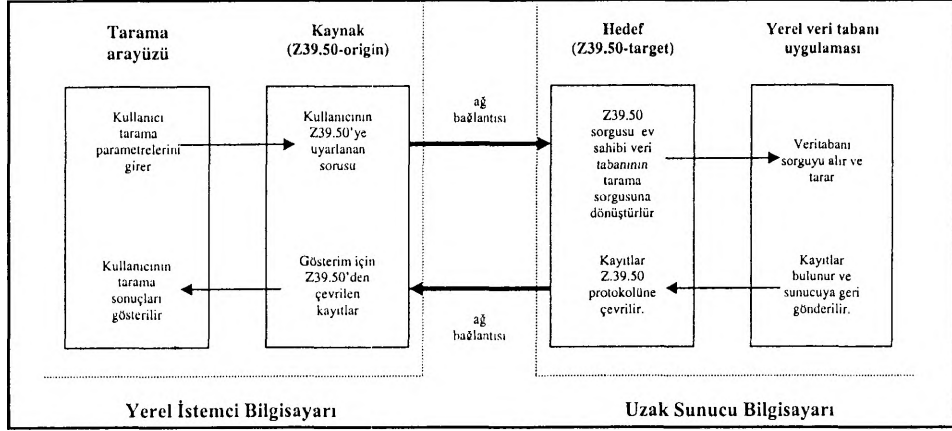 Tarama
arayüzü
Kaynak
(Z39.50-origin)
Hedef
(Z39.50-target)
Yerel veri tabanı
uygulaması
Kullanıcı
tarama
parametrelerini
girer
Kullanıcının
Z39.50'ye
uyarlanan
sorusu
ağ
bağlantısı
Z39.50
sorgusu ev
sahibi veri
tabanının
tarama
sorgusuna
dönüştürlür
Veritabanı
sorguyu alır ve
tarar
Kullanıcının
tarama
sonuçları
gösterilir
Gösterim için
Z39.50'den
çevrilen
kayıtlar
ağ
bağlantısı
Kayıtlar
Z.39.50
protokolüne
çevrilir.
Kayıtlar
bulunur ve
sunucuya geri
gönderilir.
Yerel İstemci Bilgisayarı
Uzak Sunucu Bilgisayarı